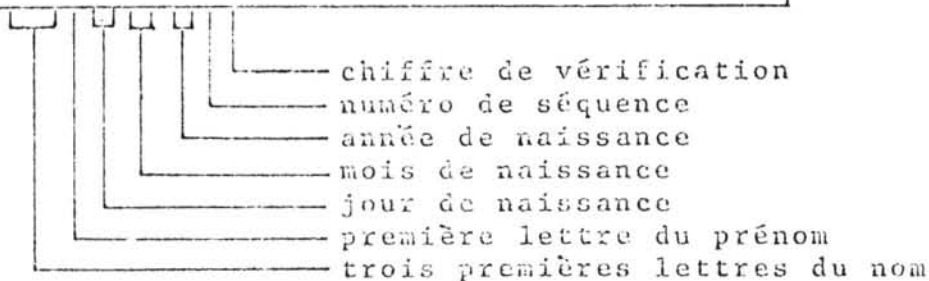 chiffre de vérification
numéro de séquence
année de naissance
mois de naissance
jour de naissance
première lettre du prénom
trois premières lettres du nom